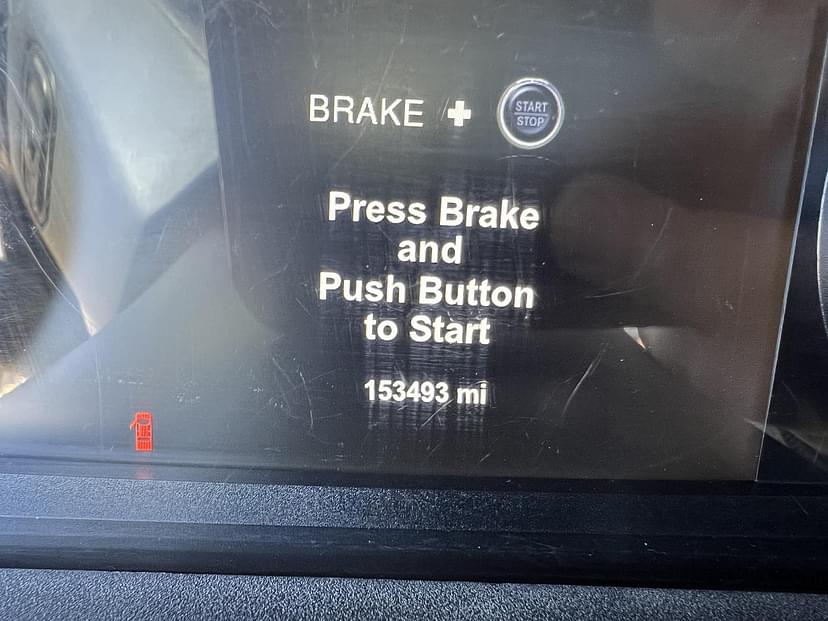 BRAKE + START
STOP
Press Brake
and
Push Button
to Start
153493 mi